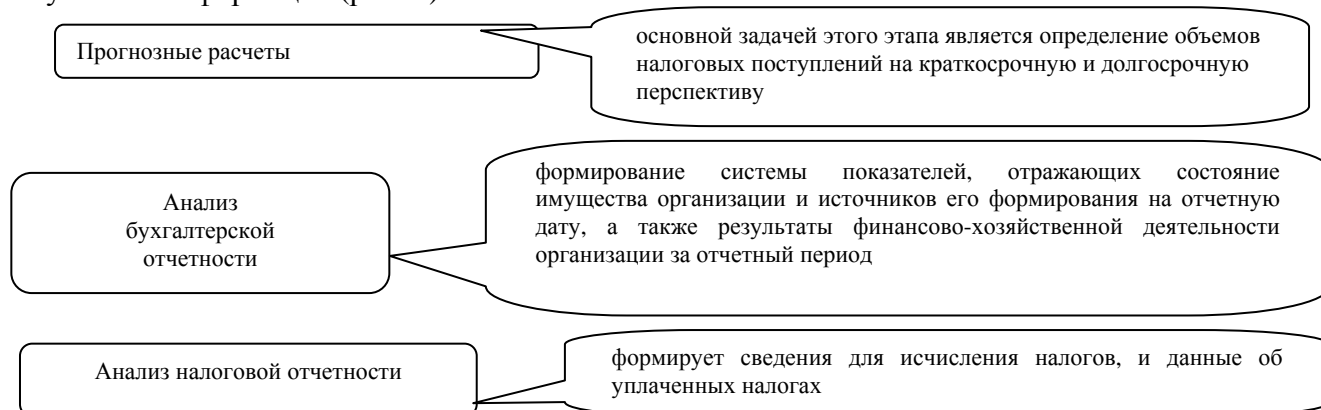 Прогнозные расчеты
основной задачей этого этапа является определение объемов
налоговых поступлений на краткосрочную и долгосрочную
перспективу
Анализ
бухгалтерской
отчетности
формирование системы показателей, отражающих состояние
имущества организации и источников его формирования на отчетную
дату, а также результаты финансово-хозяйственной деятельности
организации за отчетный период
Анализ налоговой отчетности
формирует сведения для исчисления налогов, и данные об
уплаченных налогах